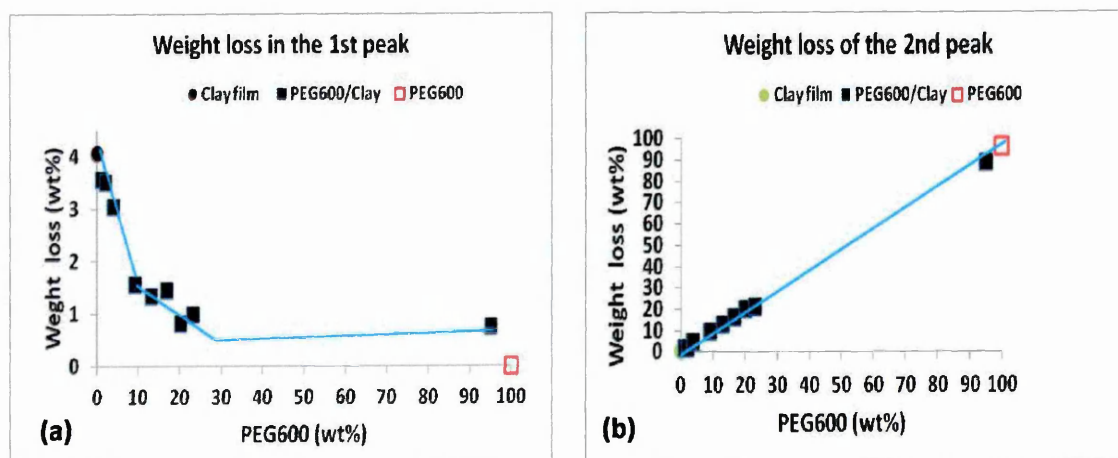 Weight loss in the 1st peak
Clay film PEG600/Clay PEG600
Weght loss (wt%)
4
3
2
1
0
0 10 20 30 40 50 60 70 80 90 100
PEG600 (wt%)
(a)
Weight loss of the 2nd peak
Clay film PEG600/Clay PEG600
Weight loss (wt%)
100
90
80
70
60
50
40
30
20
10
0
0 10 20 30 40 50 60 70 80 90 100
PEG600 (wt%)
(b)